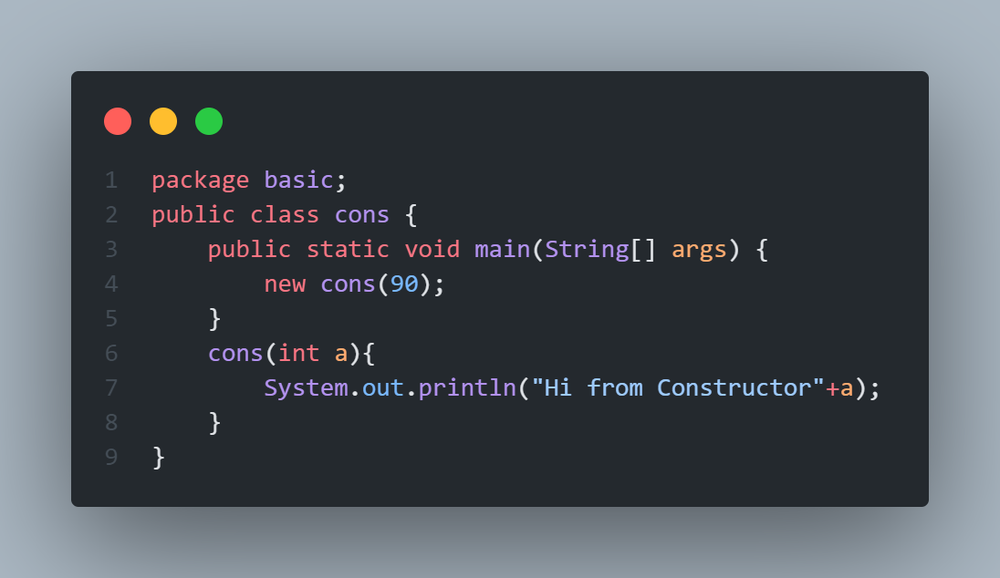 1 package basic;
2 public class cons {
3     public static void main(String[] args) {
4         new cons(90);
5     }
6     cons(int a){
7         System.out.println("Hi from Constructor"+a);
8     }
9 }